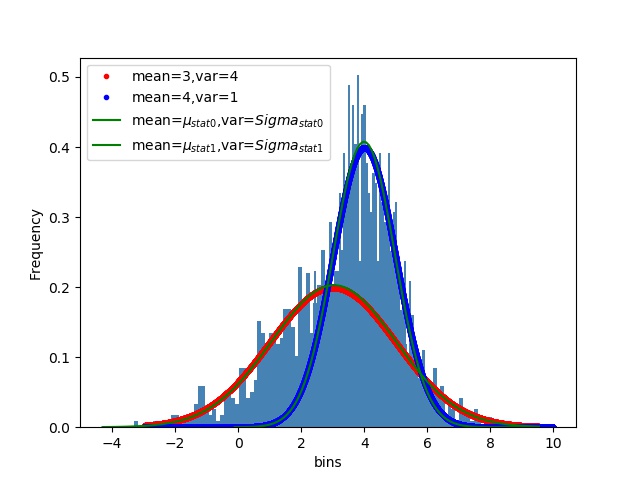 mean=3,var=4
mean=4,var=1
mean=μstat0,var=Sigmastat0
mean=μstat1,var=Sigmastat1
0.5
0.4
0.3
0.2
0.1
0.0
Frequency
−4 −2 0 2 4 6 8 10
bins